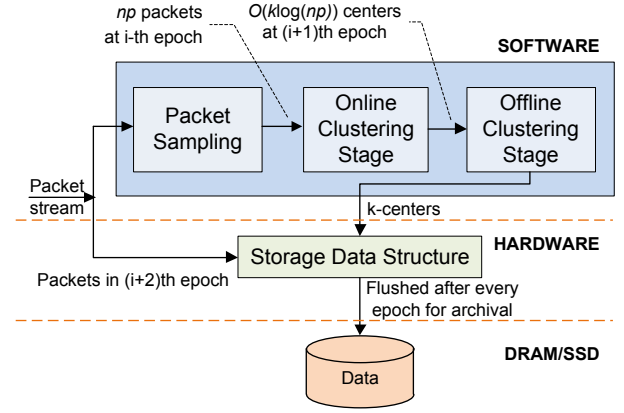 np packets
at i-th epoch
O(klog(np)) centers
at (i+1)th epoch
SOFTWARE
Packet
Sampling
Online
Clustering
Stage
Offline
Clustering
Stage
Packet
stream
k-centers
HARDWARE
Storage Data Structure
Packets in (i+2)th epoch
Flushed after every
epoch for archival
DRAM/SSD
Data